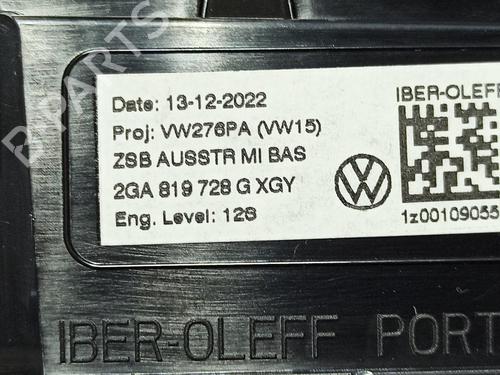 Date: 13-12-2022
Proj: VW276PA (VW15)
ZSB AUSSTR MI BAS
2GA 819 728 G XGY
Eng. Level: 128
IBER-OLEFF
1z00109055
IBER-OLEFF PORT
B-PARTS